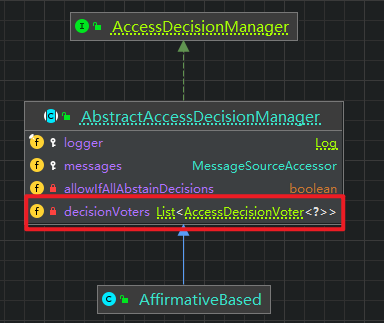 AccessDecisionManager
AbstractAccessDecisionManager
logger Log
messages MessageSourceAccessor
allowIfAllAbstainDecisions boolean
decisionVoters List<AccessDecisionVoter<?>>
AffirmativeBased